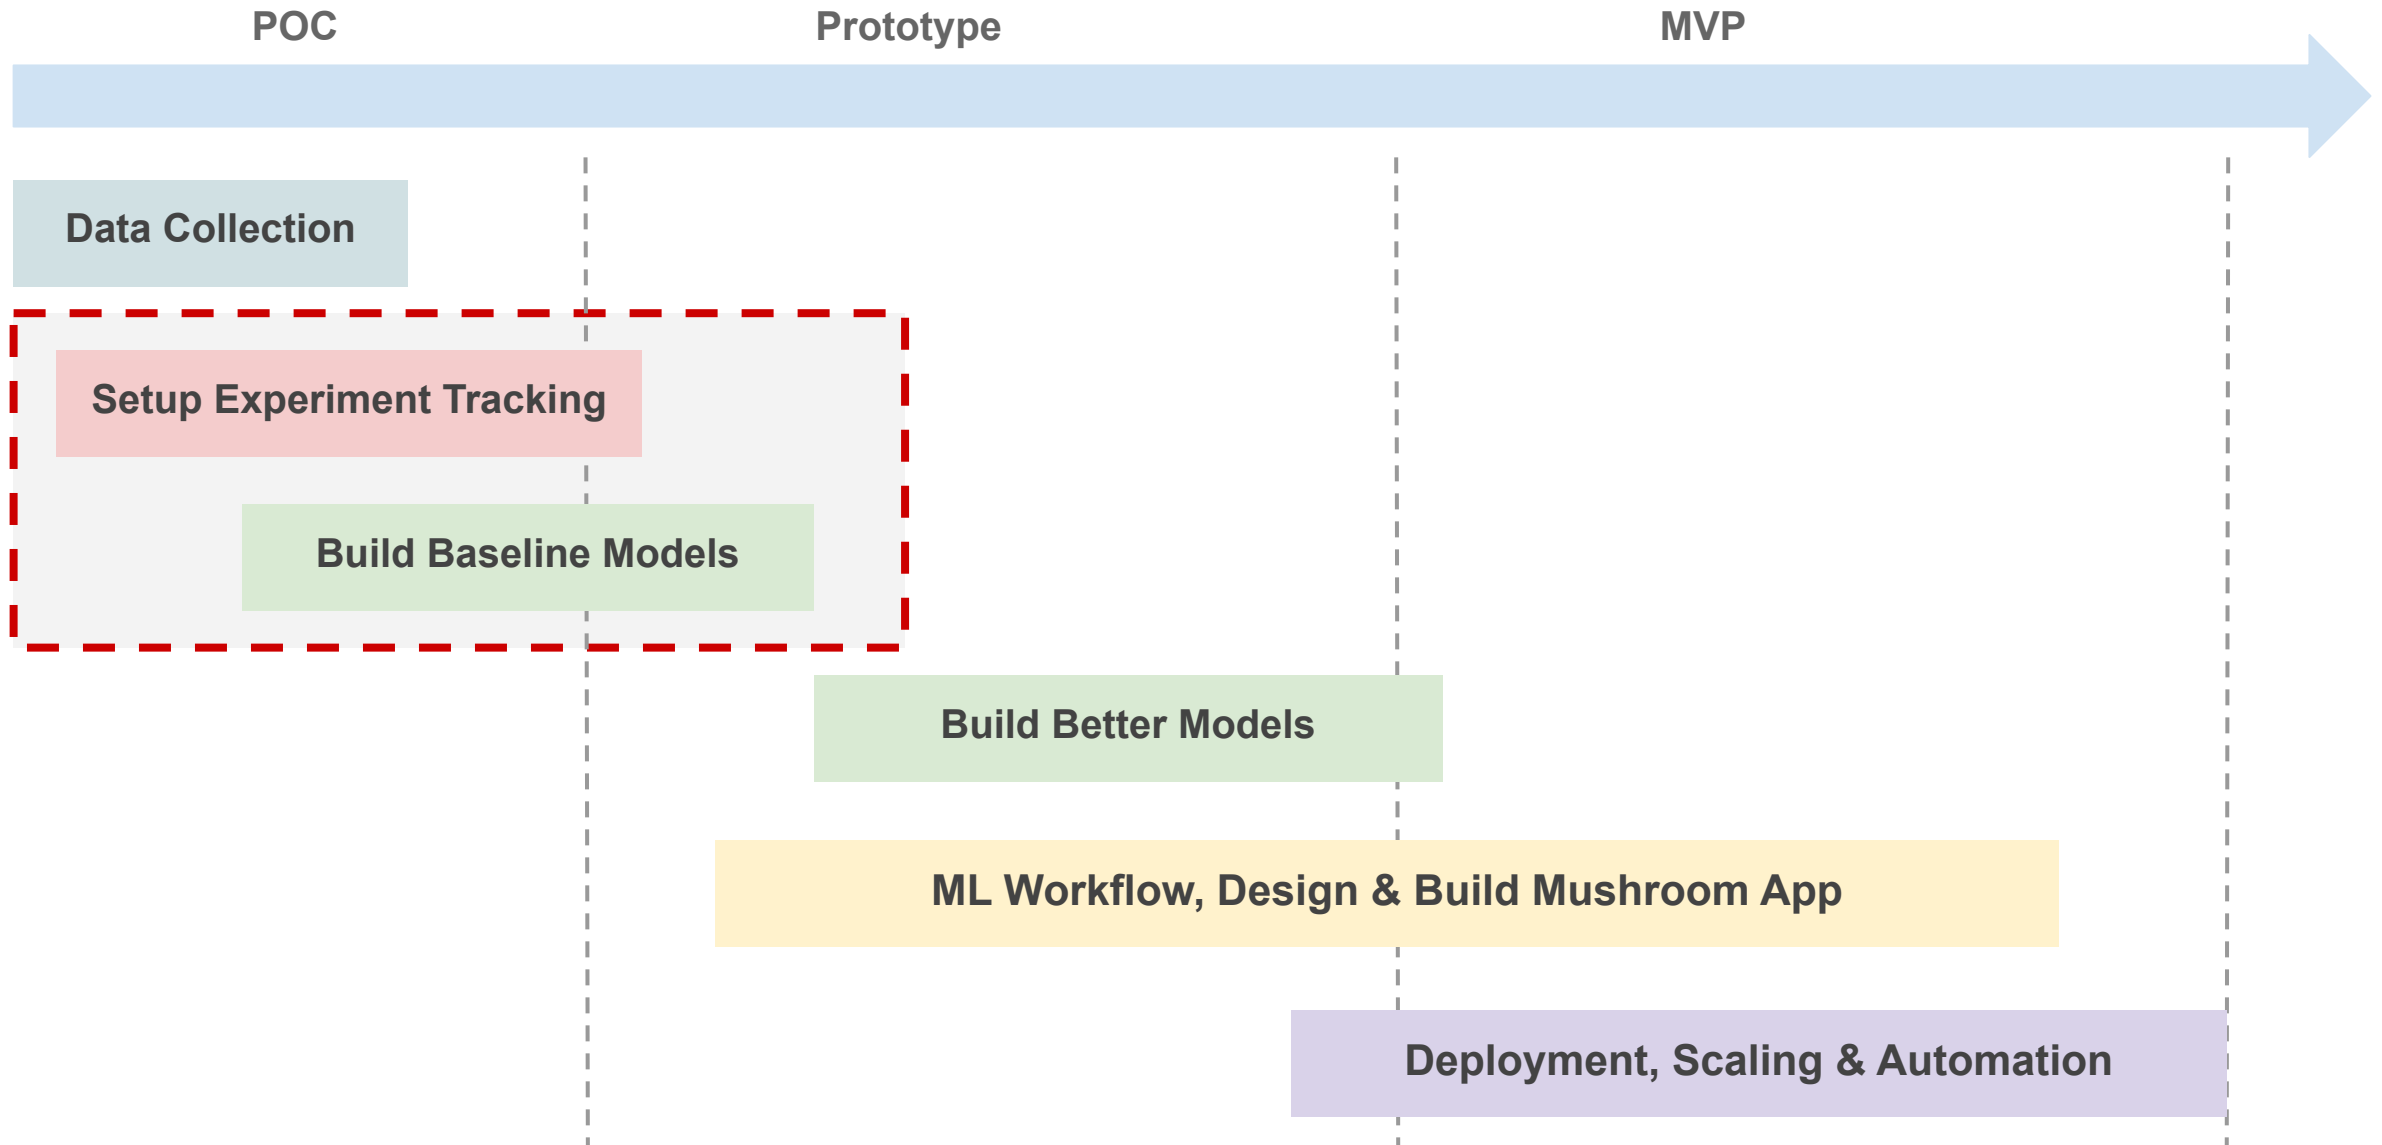 POC
Prototype
MVP
Data Collection
Setup Experiment Tracking
Build Baseline Models
Build Better Models
ML Workflow, Design & Build Mushroom App
Deployment, Scaling & Automation